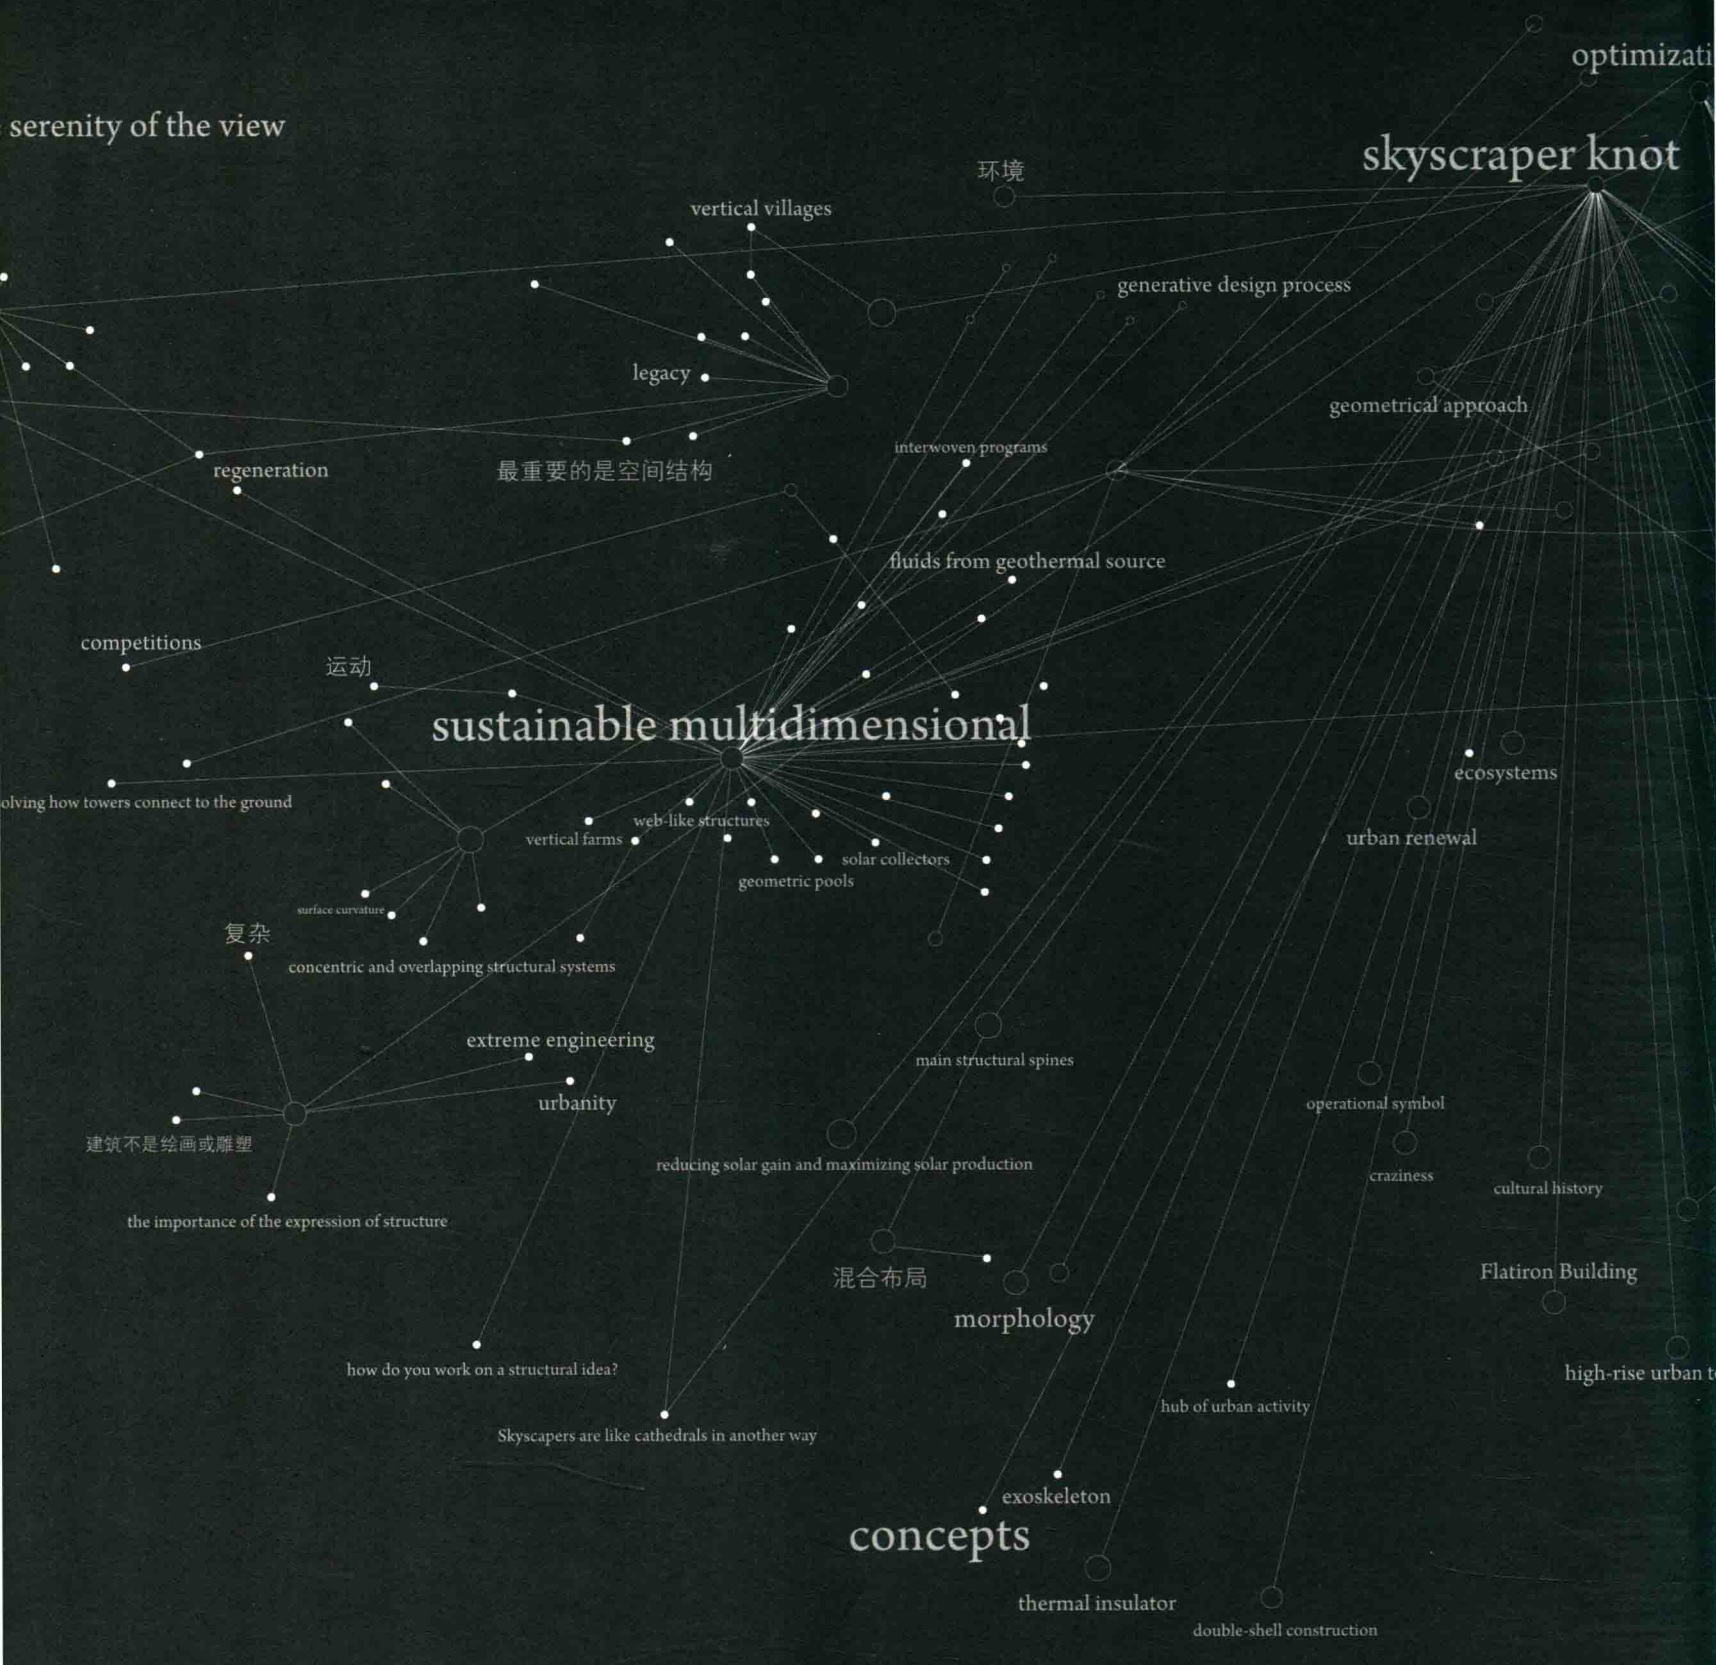 optimizati
serenity of the view
skyscraper knot
环境
vertical villages
generative design process
legacy
geometrical approach
interwoven programs
regeneration
最重要的是空间结构
fluids from geothermal source
competitions
运动
sustainable multidimensional
ecosystems
olving how towers connect to the ground
web-like structures
vertical farms
urban renewal
solar collectors
geometric pools
surface curvature
复杂
concentric and overlapping structural systems
extreme engineering
main structural spines
urbanity
operational symbol
建筑不是绘画或雕塑
reducing solar gain and maximizing solar production
craziness
cultural history
the importance of the expression of structure
混合布局
Flatiron Building
morphology
how do you work on a structural idea?
high-rise urban t
hub of urban activity
Skyscapers are like cathedrals in another way
exoskeleton
concepts
thermal insulator
double-shell construction